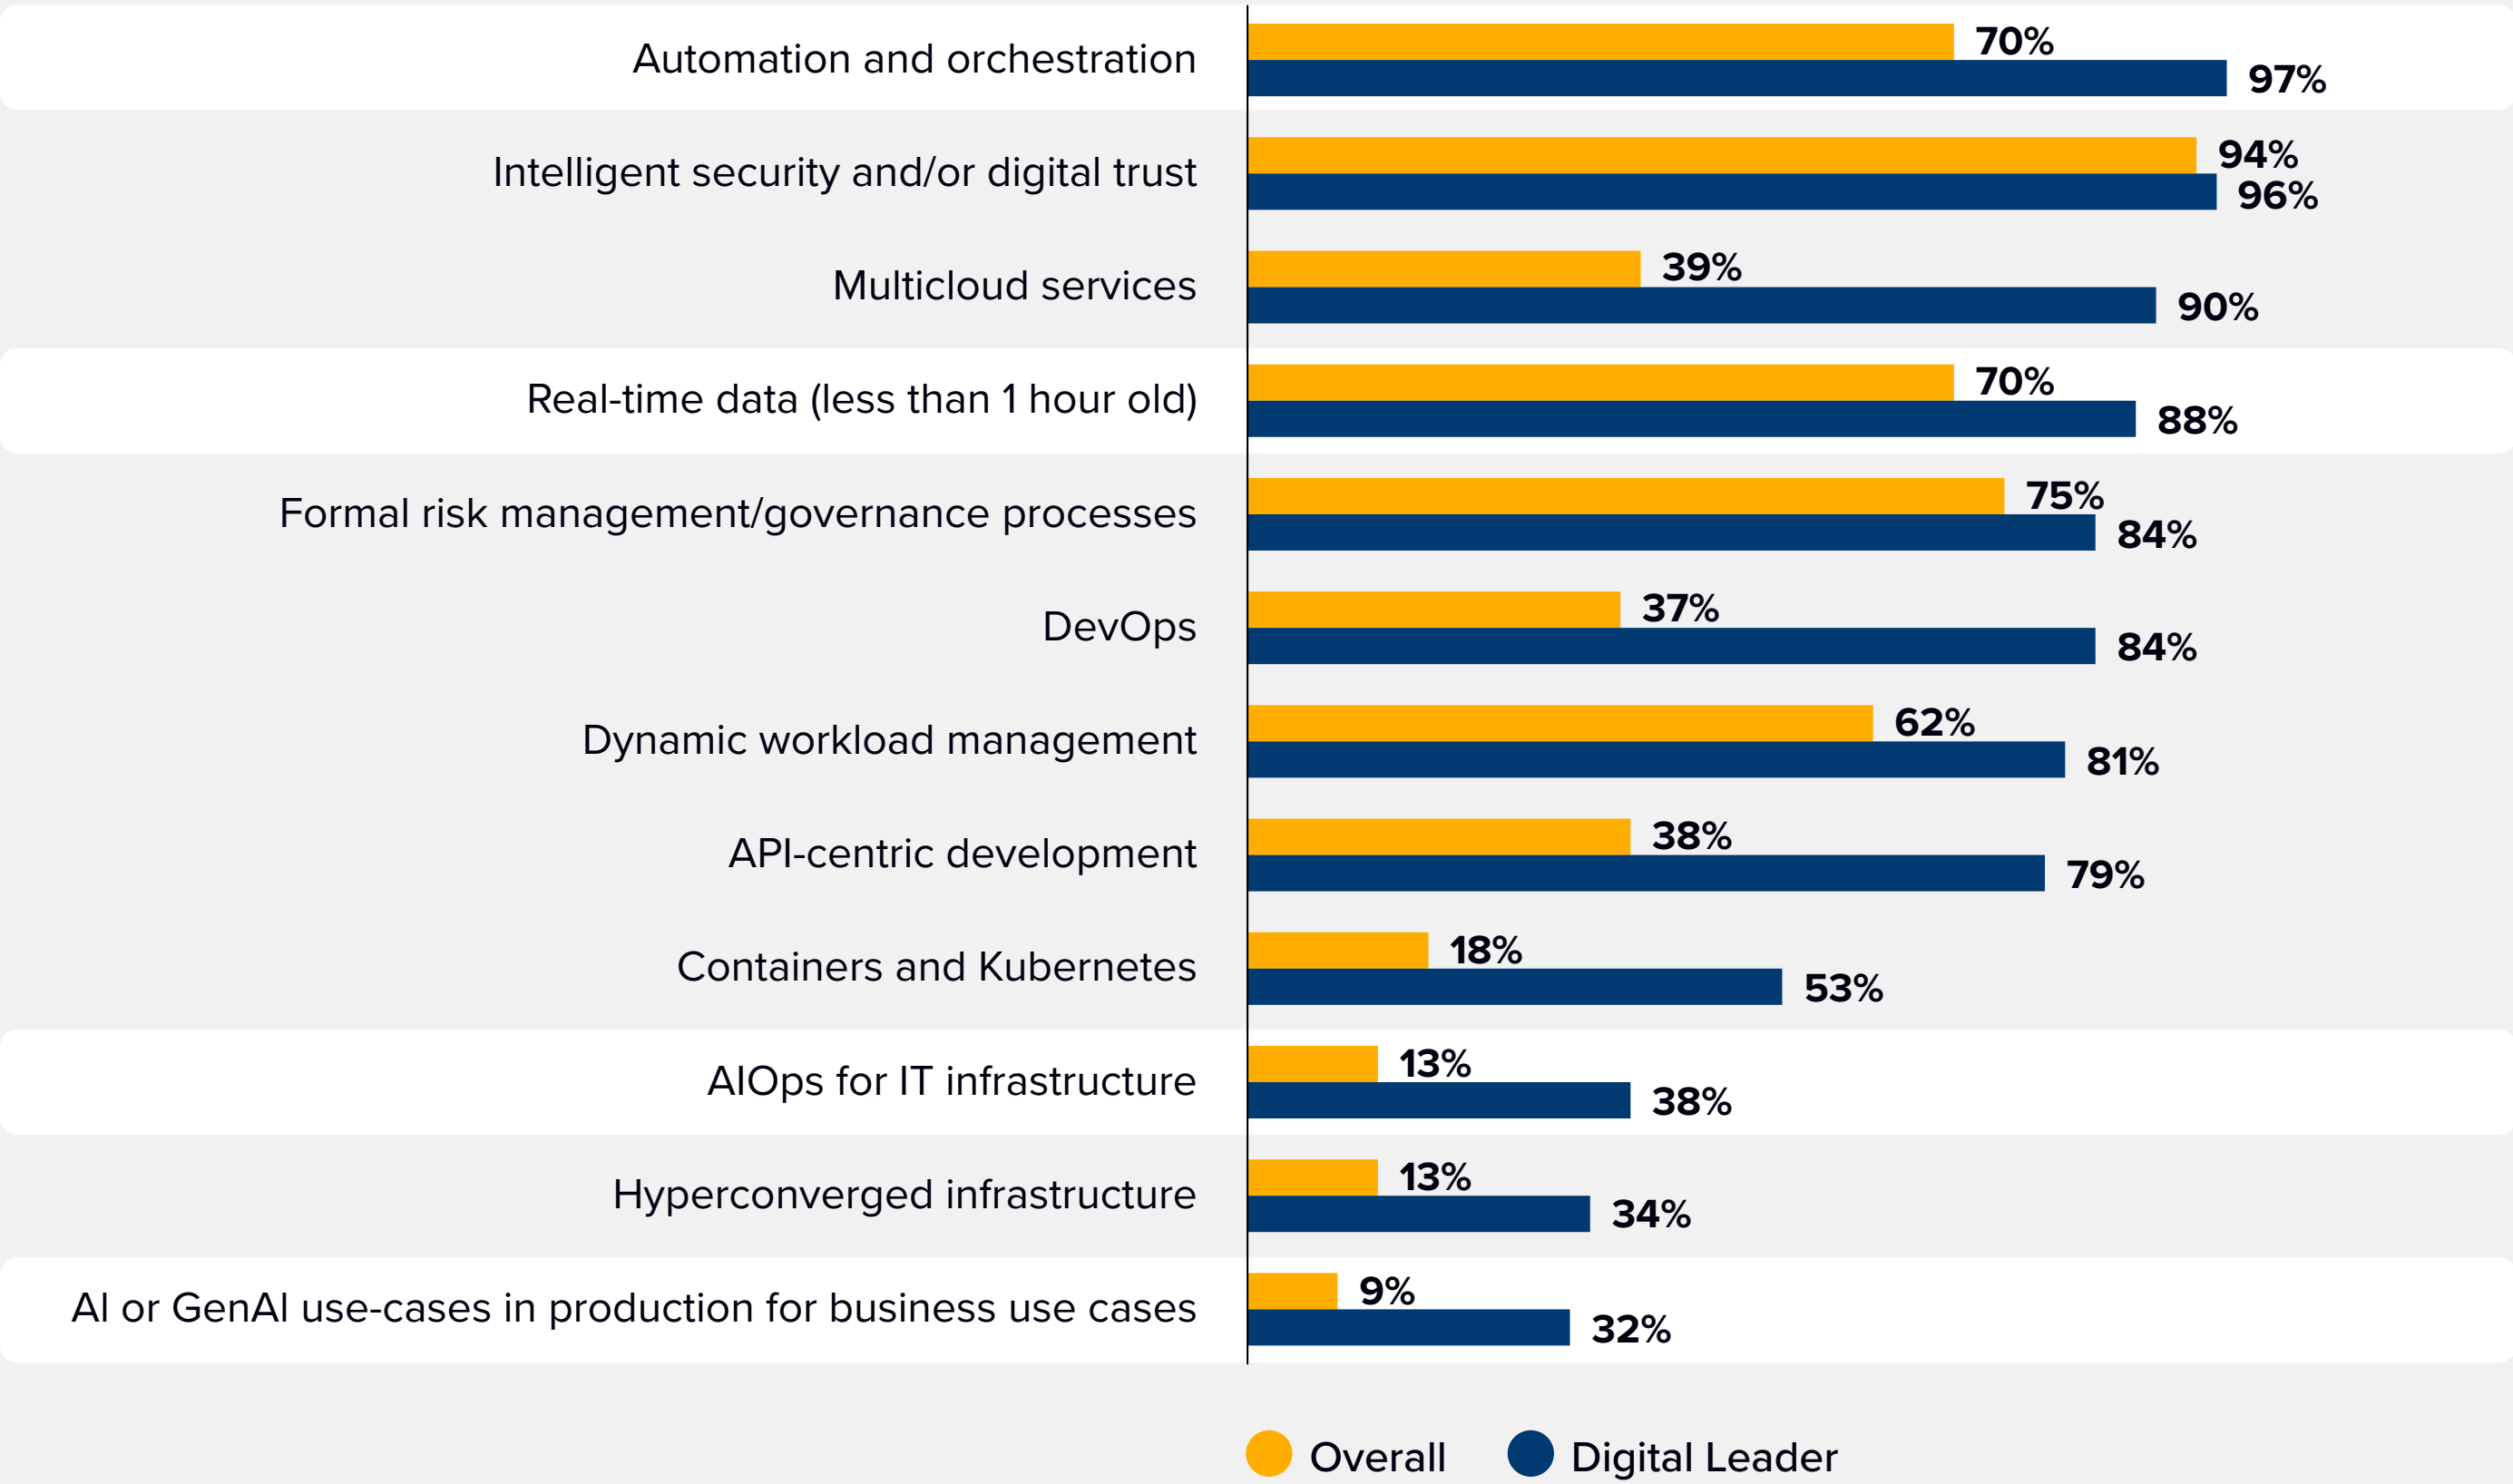 Automation and orchestration
70%
97%
Intelligent security and/or digital trust
94%
96%
Multicloud services
39%
90%
Real-time data (less than 1 hour old)
70%
88%
Formal risk management/governance processes
75%
84%
DevOps
37%
84%
Dynamic workload management
62%
81%
API-centric development
38%
79%
Containers and Kubernetes
18%
53%
AIOps for IT infrastructure
13%
38%
Hyperconverged infrastructure
13%
34%
AI or GenAI use-cases in production for business use cases
9%
32%
Overall
Digital Leader